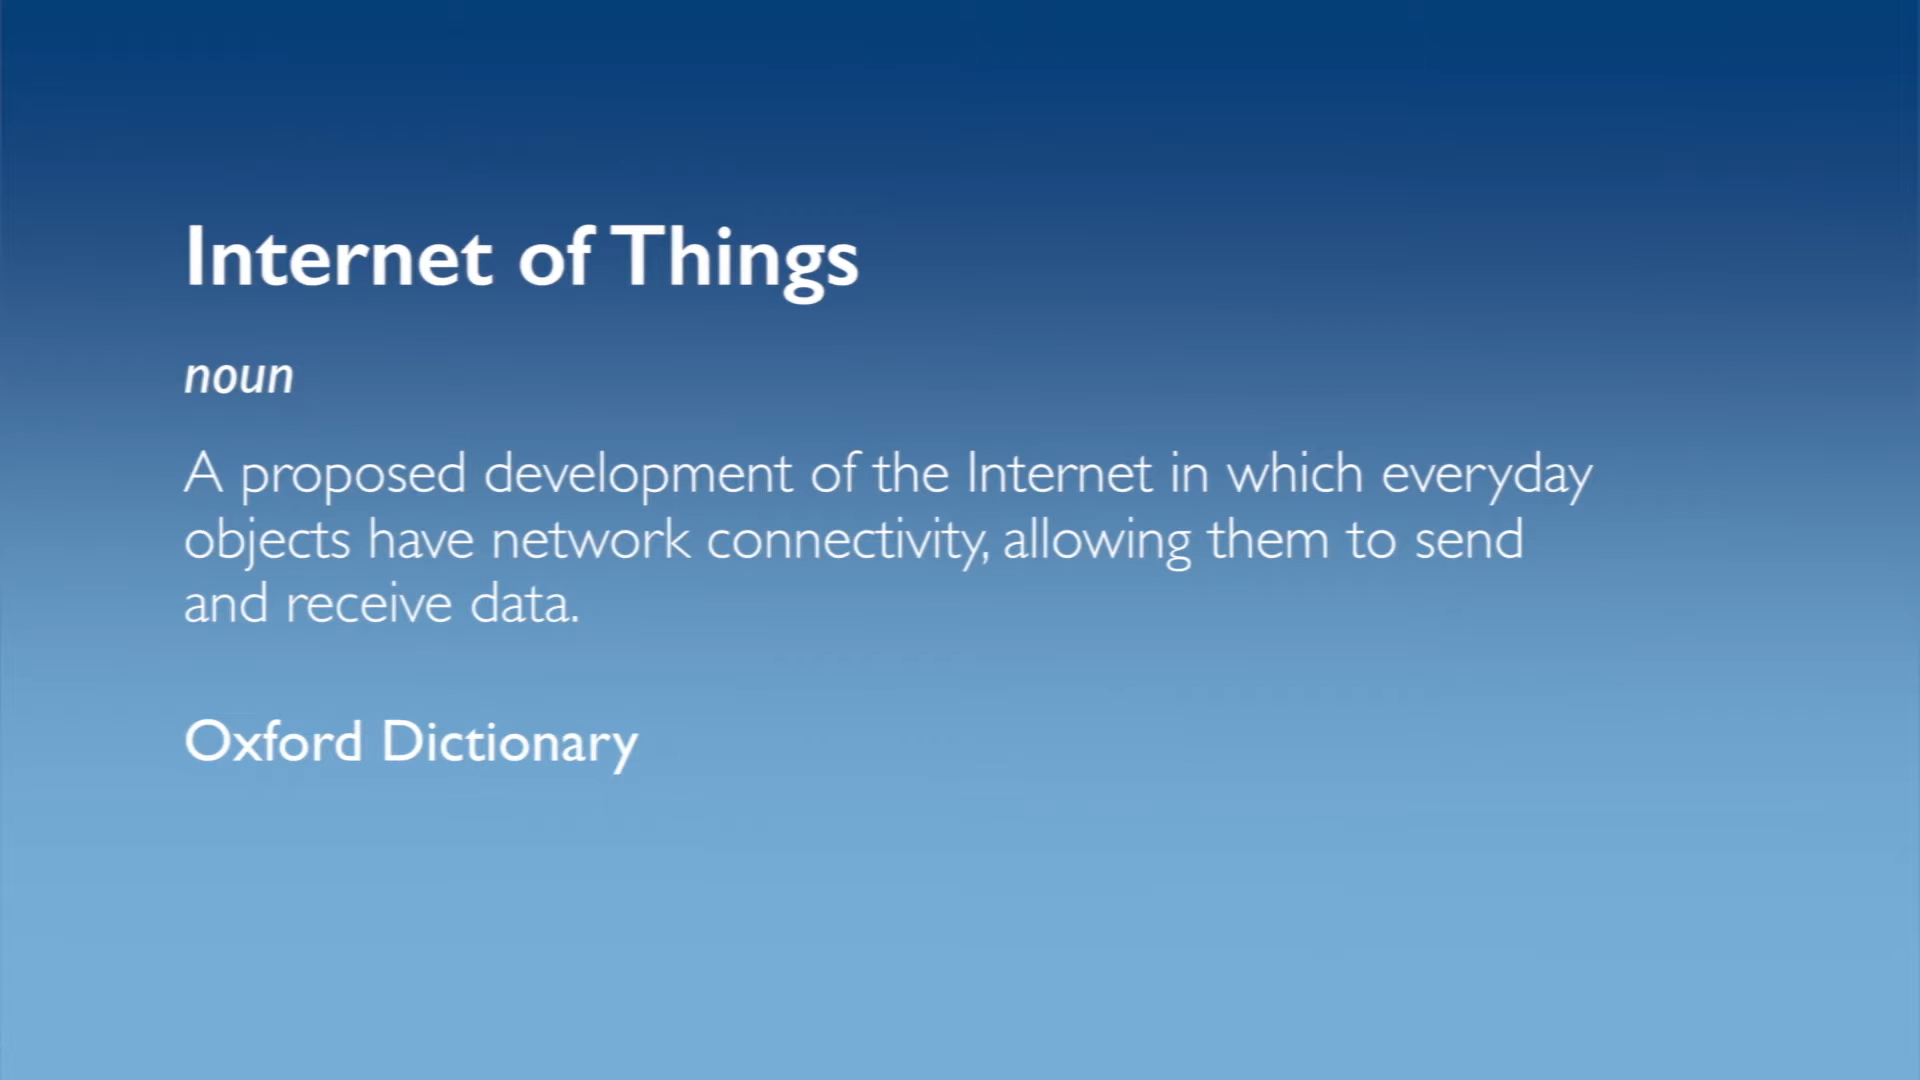 Internet of Things
noun
A proposed development of the Internet in which everyday
objects have network connectivity, allowing them to send
and receive data.
Oxford Dictionary